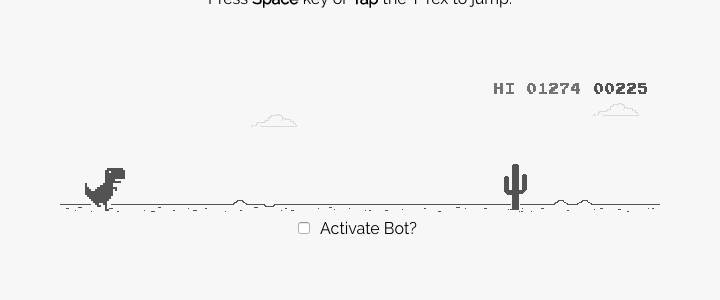 Press Space key or Tap the T-rex to jump.
HI 01274 00225
Activate Bot?